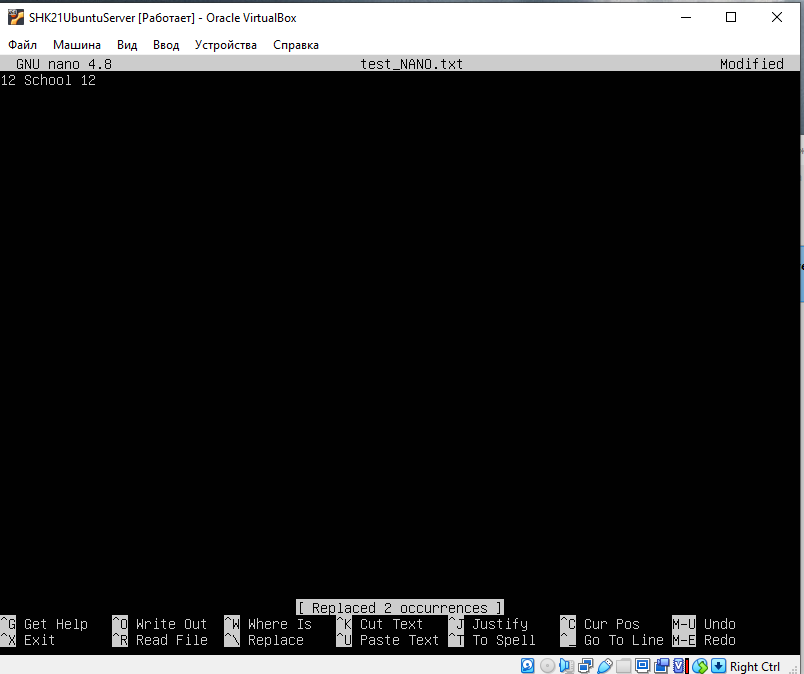 SHK21UbuntuServer [Работает] - Oracle VirtualBox
Файл Машина Вид Ввод Устройства Справка
GNU nano 4.8 test_NANO.txt Modified
12 School 12
[ Replaced 2 occurrences ]
^G Get Help ^O Write Out ^W Where Is ^K Cut Text ^J Justify ^C Cur Pos M-U Undo
^X Exit ^R Read File ^\ Replace ^U Paste Text ^T To Spell ^_ Go To Line M-E Redo
Right Ctrl